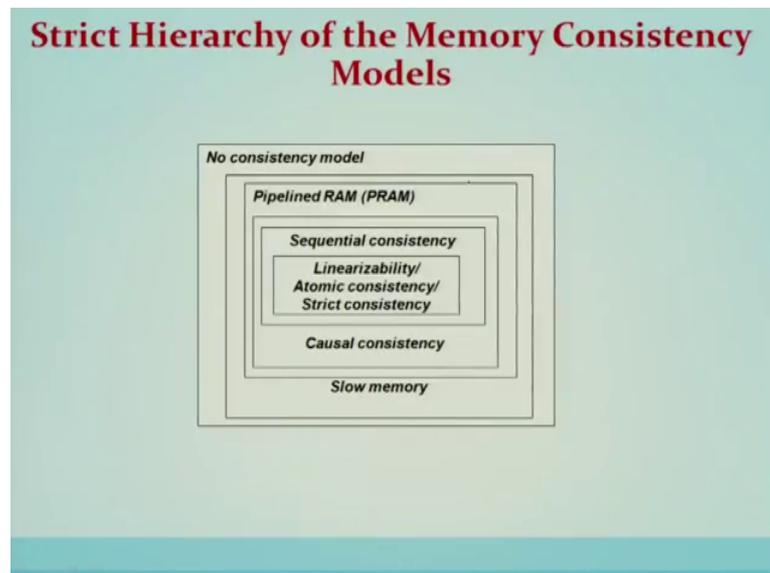 Strict Hierarchy of the Memory Consistency
Models
No consistency model
Pipelined RAM (PRAM)
Sequential consistency
Linearizability/
Atomic consistency/
Strict consistency
Causal consistency
Slow memory